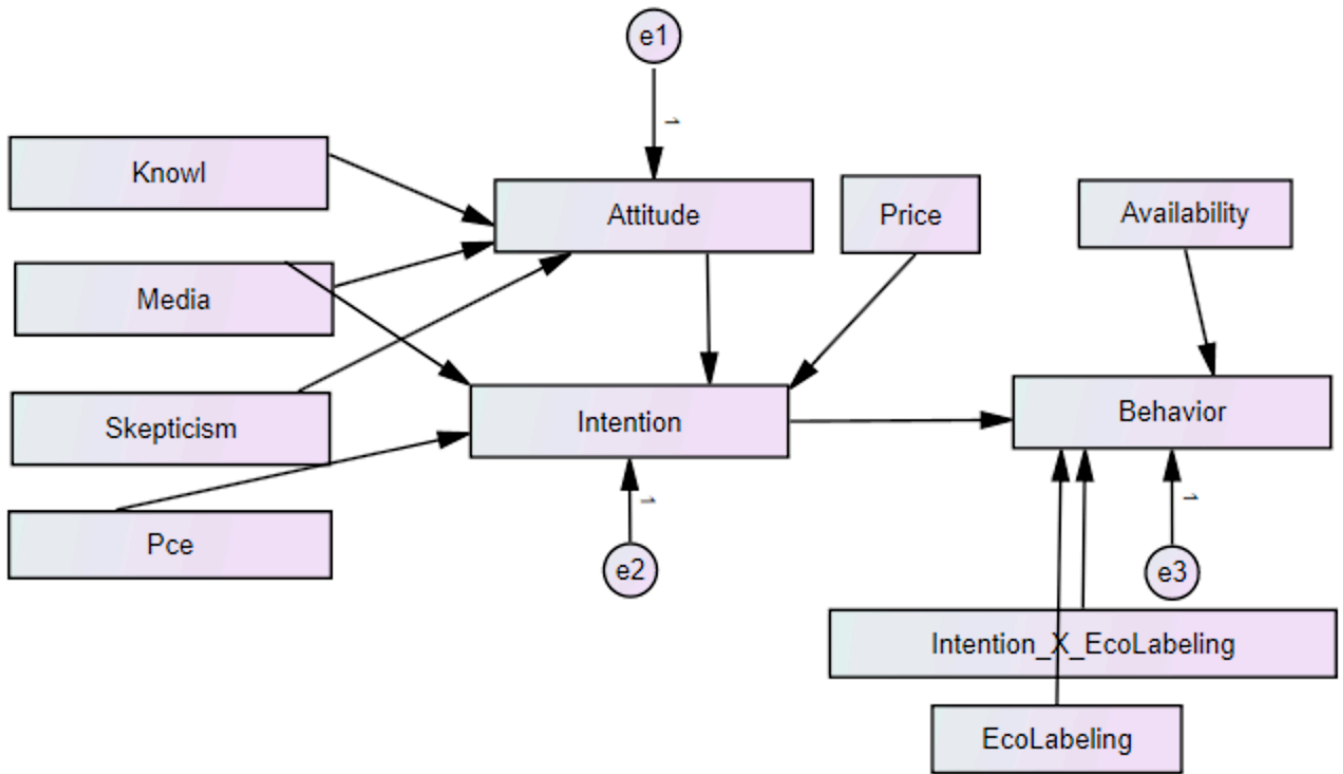 e1
1
Knowl
Attitude
Price
Availability
Media
Skepticism
Intention
Behavior
1
1
Pce
e2
e3
Intention_X_EcoLabeling
EcoLabeling